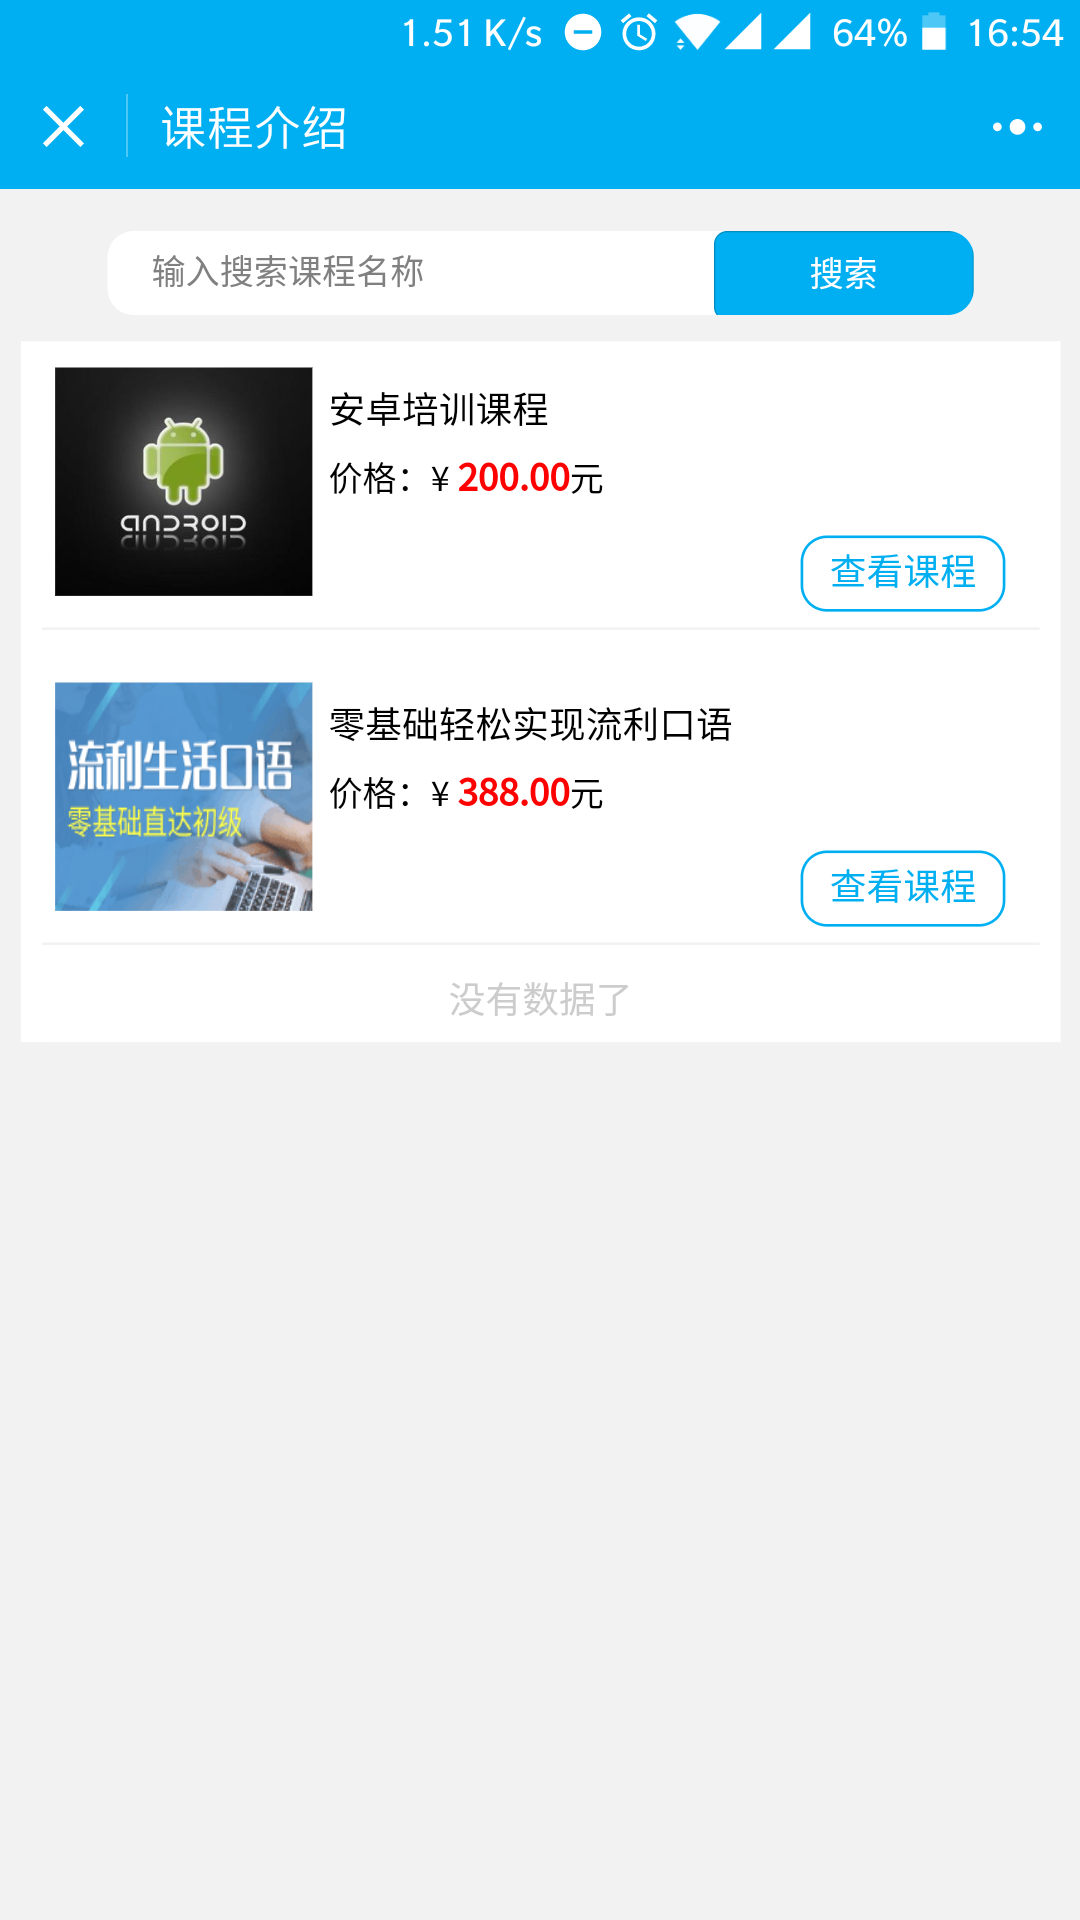 1.51 K/s 64% 16:54
课程介绍
输入搜索课程名称 搜索
安卓培训课程
价格：¥ 200.00元
ANDROID
查看课程
零基础轻松实现流利口语
流利生活口语
价格：¥ 388.00元
零基础直达初级
查看课程
没有数据了